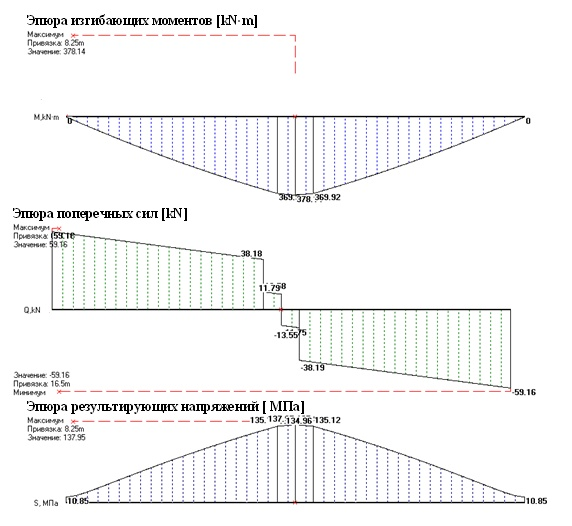 Эпюра изгибающих моментов [kN·m]
Максимум
Привязка: 8.25m
Значение: 378.14
M,kN·m
0
0
369.
378.
369.92
Эпюра поперечных сил [kN]
Максимум
Привязка:
Значение: 59.16
38.18
11.79
Q,kN
-13.55
-38.19
-59.16
Значение: -59.16
Привязка: 16.5m
Минимум
Эпюра результирующих напряжений [ МПа]
Максимум
Привязка: 8.25m
Значение: 137.95
135.
137.
134.96
135.12
S, МПа
10.85
10.85